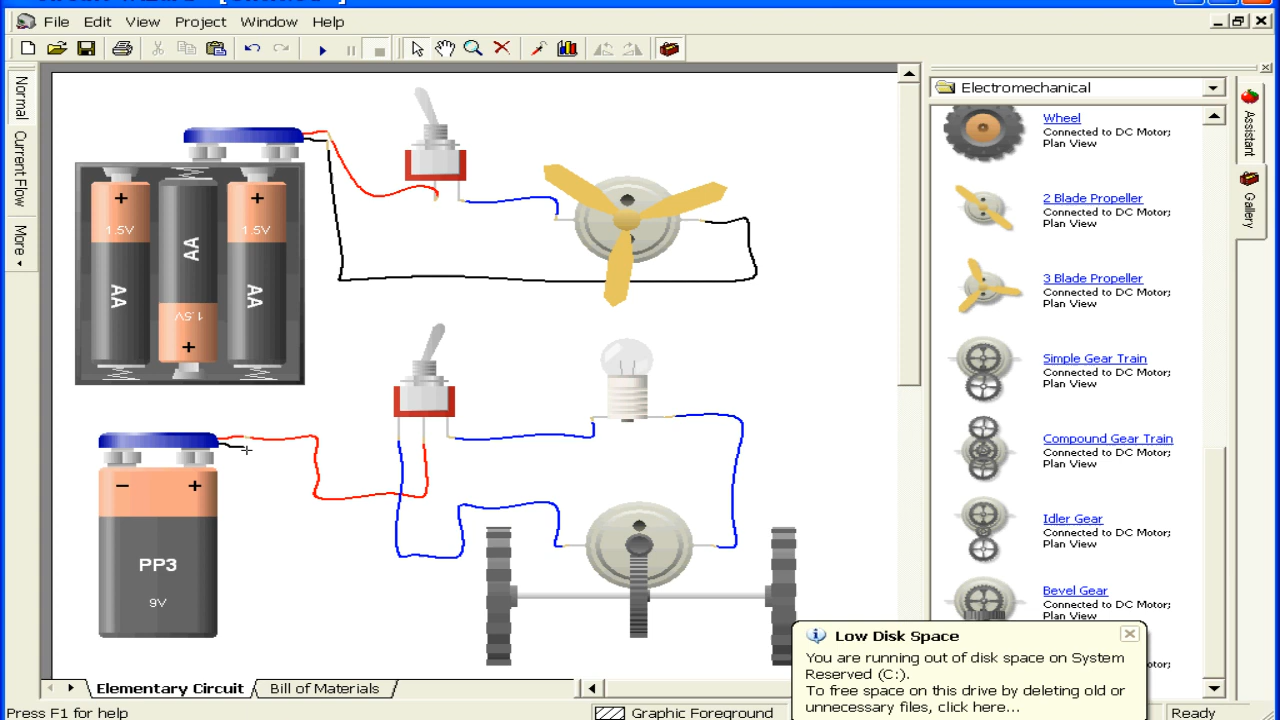 File Edit View Project Window Help
Normal
Current Flow
More
Electromechanical
Wheel
Connected to DC Motor;
Plan View
2 Blade Propeller
Connected to DC Motor;
Plan View
3 Blade Propeller
Connected to DC Motor;
Plan View
Simple Gear Train
Connected to DC Motor;
Plan View
Compound Gear Train
Connected to DC Motor;
Plan View
Idler Gear
Connected to DC Motor;
Plan View
Bevel Gear
Connected to DC Motor;
Plan View
Assistant
Gallery
+ +
1.5V AA 1.5V
AA AA
1.5V
+
− +
PP3
9V
Low Disk Space
You are running out of disk space on System
Reserved (C:).
To free space on this drive by deleting old or
unnecessary files, click here...
Elementary Circuit Bill of Materials
Press F1 for help Graphic Foreground Ready